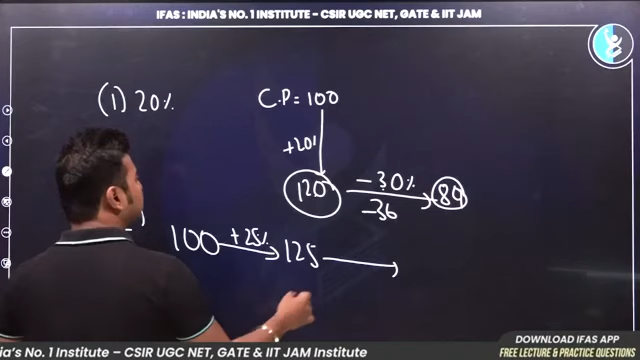 IFAS : INDIA'S NO. 1 INSTITUTE - CSIR UGC NET, GATE & IIT JAM
(1) 20%
C.P = 100
+20%
120
-30%
-36
84
100 +25% 125
DOWNLOAD IFAS APP
FREE LECTURE & PRACTICE QUESTIONS
ia's No. 1 Institute – CSIR UGC NET, GATE & IIT JAM Institute